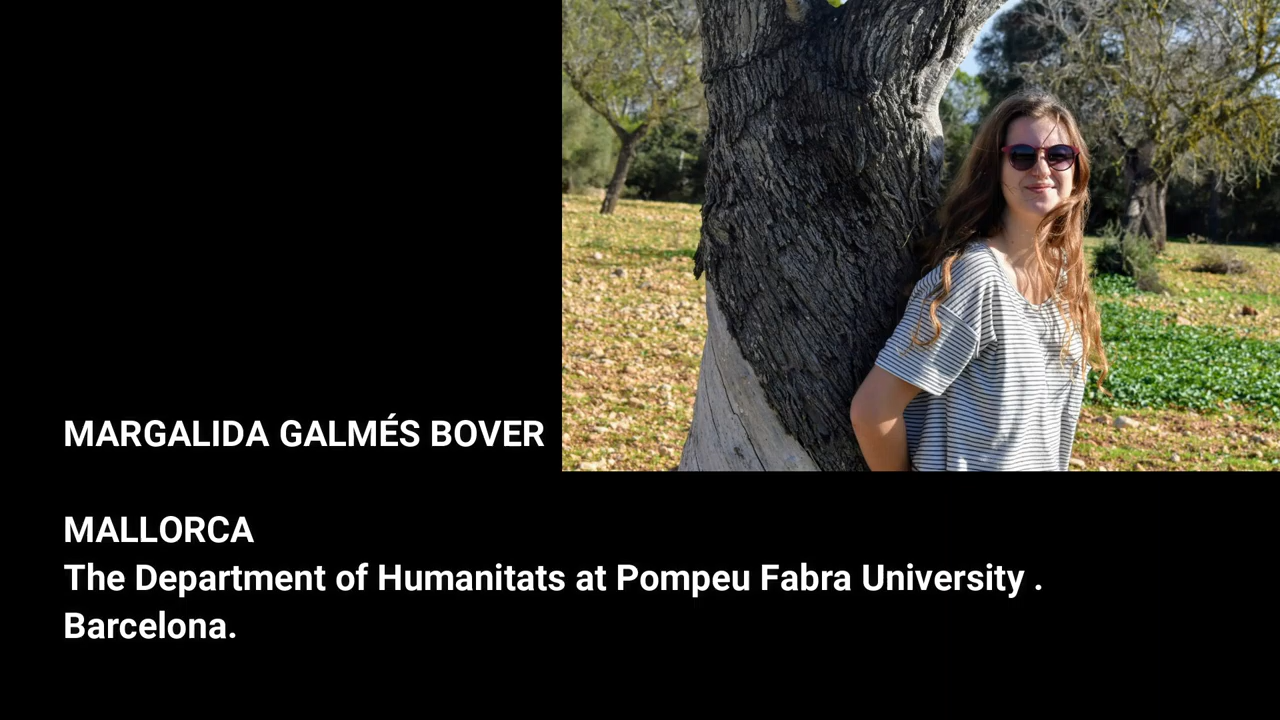 MARGALIDA GALMÉS BOVER
MALLORCA
The Department of Humanitats at Pompeu Fabra University .
Barcelona.